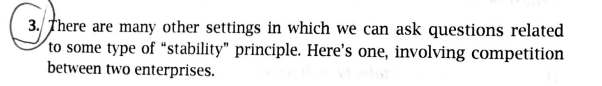 3. There are many other settings in which we can ask questions related
to some type of “stability” principle. Here’s one, involving competition
between two enterprises.